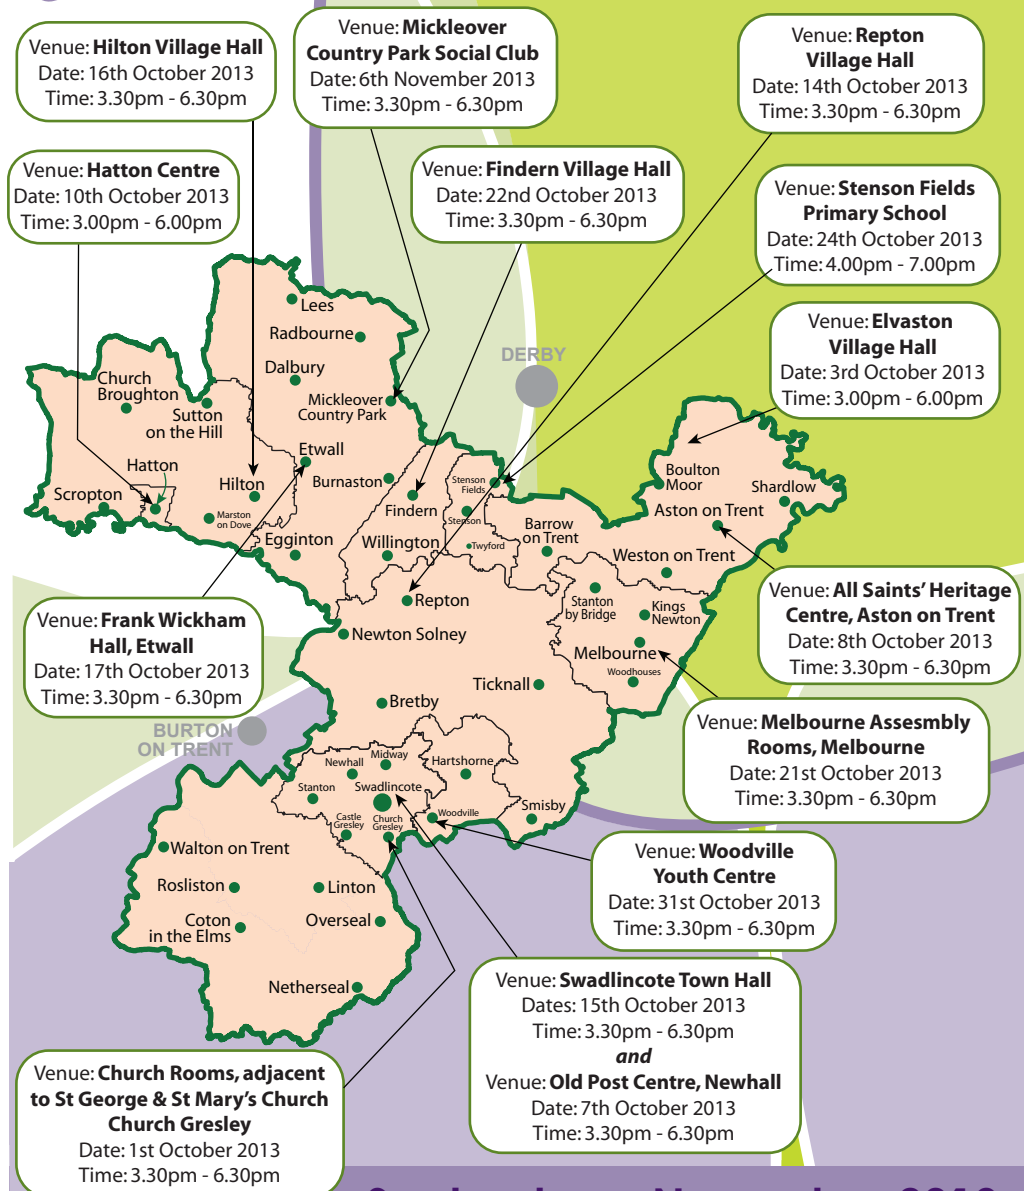 Venue: Hilton Village Hall
Date: 16th October 2013
Time: 3.30pm - 6.30pm
Venue: Mickleover
Country Park Social Club
Date: 6th November 2013
Time: 3.30pm - 6.30pm
Venue: Repton
Village Hall
Date: 14th October 2013
Time: 3.30pm - 6.30pm
Venue: Hatton Centre
Date: 10th October 2013
Time: 3.00pm - 6.00pm
Venue: Findern Village Hall
Date: 22nd October 2013
Time: 3.30pm - 6.30pm
Venue: Stenson Fields
Primary School
Date: 24th October 2013
Time: 4.00pm - 7.00pm
Venue: Elvaston
Village Hall
Date: 3rd October 2013
Time: 3.00pm - 6.00pm
Lees
Radbourne
DERBY
Dalbury
Church
Broughton
Mickleover
Country Park
Sutton
on the Hill
Etwall
Hatton
Burnaston
Hilton
Scropton
Marston
on Dove
Egginton
Findern
Willington
Stenson
Fields
Stenson
Twyford
Barrow
on Trent
Boulton
Moor
Shardlow
Aston on Trent
Weston on Trent
Repton
Stanton
by Bridge
Kings
Newton
Melbourne
Woodhouses
Newton Solney
Ticknall
Bretby
Venue: All Saints' Heritage
Centre, Aston on Trent
Date: 8th October 2013
Time: 3.30pm - 6.30pm
Venue: Frank Wickham
Hall, Etwall
Date: 17th October 2013
Time: 3.30pm - 6.30pm
BURTON
ON TRENT
Venue: Melbourne Assesmbly
Rooms, Melbourne
Date: 21st October 2013
Time: 3.30pm - 6.30pm
Newhall
Midway
Hartshorne
Stanton
Swadlincote
Castle
Gresley
Church
Gresley
Woodville
Smisby
Walton on Trent
Rosliston
Linton
Coton
in the Elms
Overseal
Netherseal
Venue: Woodville
Youth Centre
Date: 31st October 2013
Time: 3.30pm - 6.30pm
Venue: Swadlincote Town Hall
Dates: 15th October 2013
Time: 3.30pm - 6.30pm
and
Venue: Old Post Centre, Newhall
Date: 7th October 2013
Time: 3.30pm - 6.30pm
Venue: Church Rooms, adjacent
to St George & St Mary's Church
Church Gresley
Date: 1st October 2013
Time: 3.30pm - 6.30pm